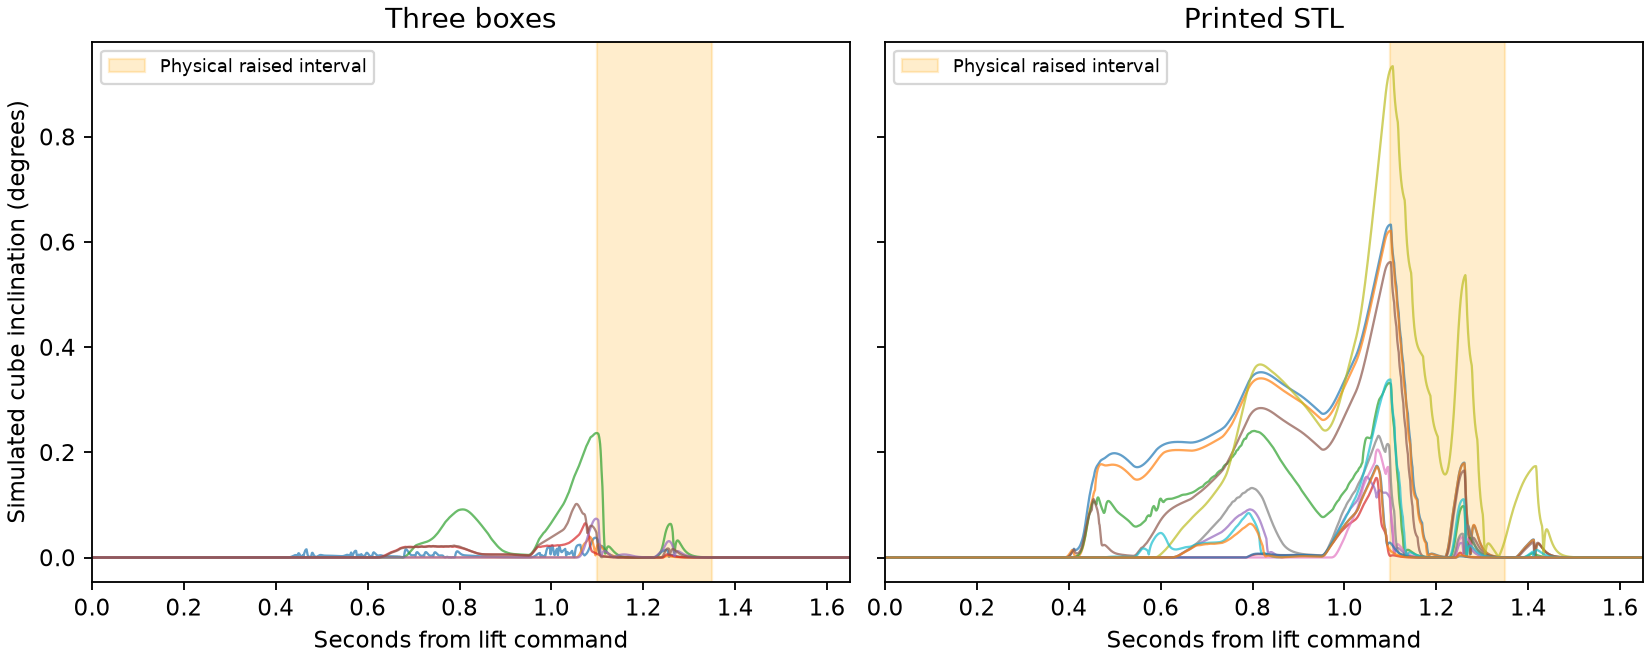 Three boxes
Printed STL
Physical raised interval
Physical raised interval
Simulated cube inclination (degrees)
0.8
0.6
0.4
0.2
0.0
0.0 0.2 0.4 0.6 0.8 1.0 1.2 1.4 1.6
0.0 0.2 0.4 0.6 0.8 1.0 1.2 1.4 1.6
Seconds from lift command
Seconds from lift command